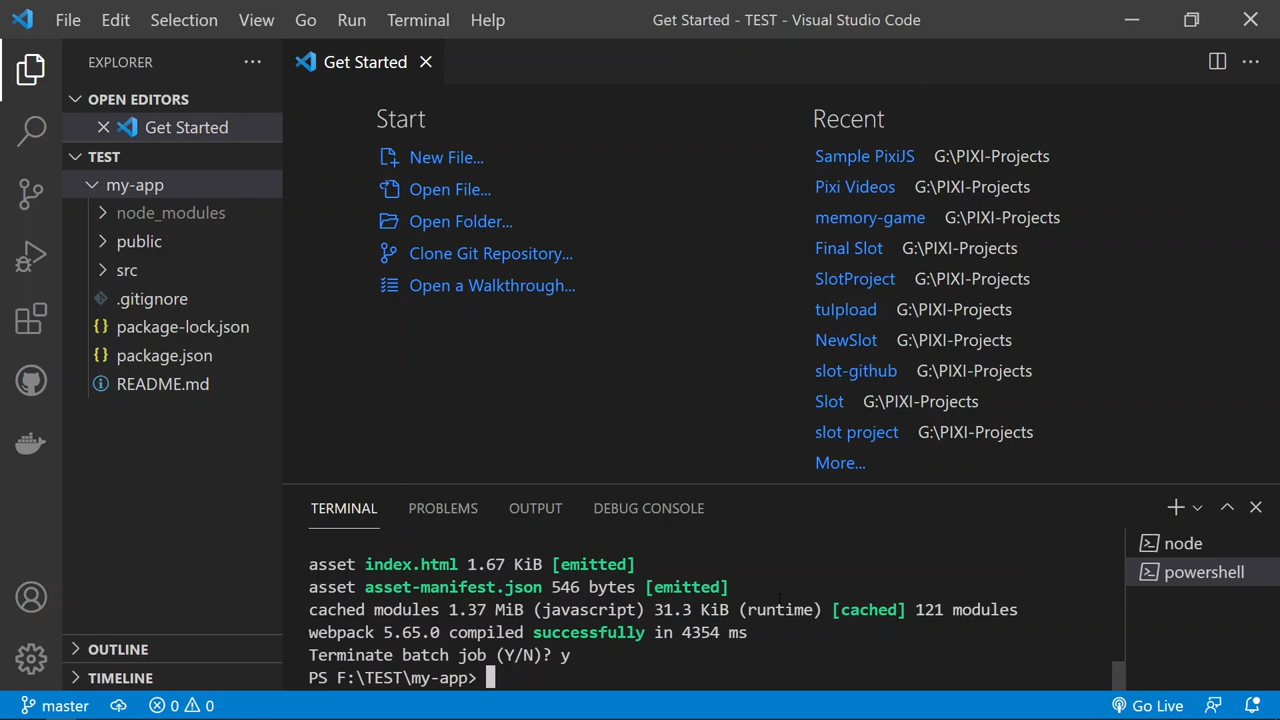 File Edit Selection View Go Run Terminal Help
Get Started - TEST - Visual Studio Code
EXPLORER
OPEN EDITORS
Get Started
TEST
my-app
node_modules
public
src
.gitignore
package-lock.json
package.json
README.md
OUTLINE
TIMELINE
Get Started
Start
New File...
Open File...
Open Folder...
Clone Git Repository...
Open a Walkthrough...
Recent
Sample PixiJS G:\PIXI-Projects
Pixi Videos G:\PIXI-Projects
memory-game G:\PIXI-Projects
Final Slot G:\PIXI-Projects
SlotProject G:\PIXI-Projects
tuIpload G:\PIXI-Projects
NewSlot G:\PIXI-Projects
slot-github G:\PIXI-Projects
Slot G:\PIXI-Projects
slot project G:\PIXI-Projects
More...
TERMINAL PROBLEMS OUTPUT DEBUG CONSOLE
asset index.html 1.67 KiB [emitted]
asset asset-manifest.json 546 bytes [emitted]
cached modules 1.37 MiB (javascript) 31.3 KiB (runtime) [cached] 121 modules
webpack 5.65.0 compiled successfully in 4354 ms
Terminate batch job (Y/N)? y
PS F:\TEST\my-app>
node
powershell
master 0 0 Go Live